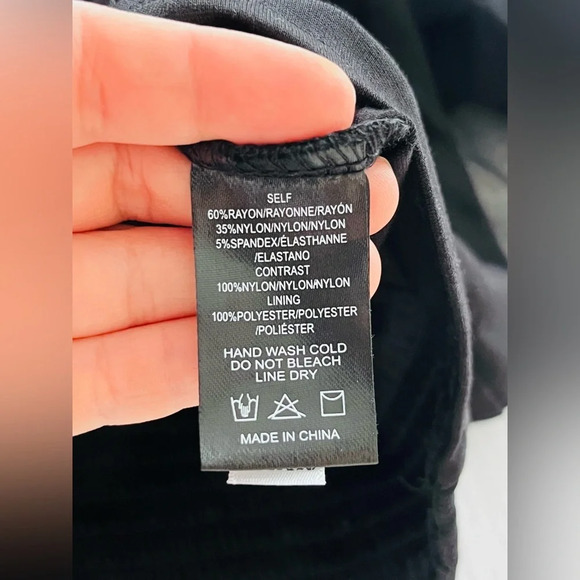 SELF
60%RAYON/RAYONNE/RAYÓN
35%NYLON/NYLON/NYLON
5%SPANDEX/ÉLASTHANNE
/ELASTANO
CONTRAST
100%NYLON/NYLON/NYLON
LINING
100%POLYESTER/POLYESTER
/POLIÉSTER
HAND WASH COLD
DO NOT BLEACH
LINE DRY
MADE IN CHINA